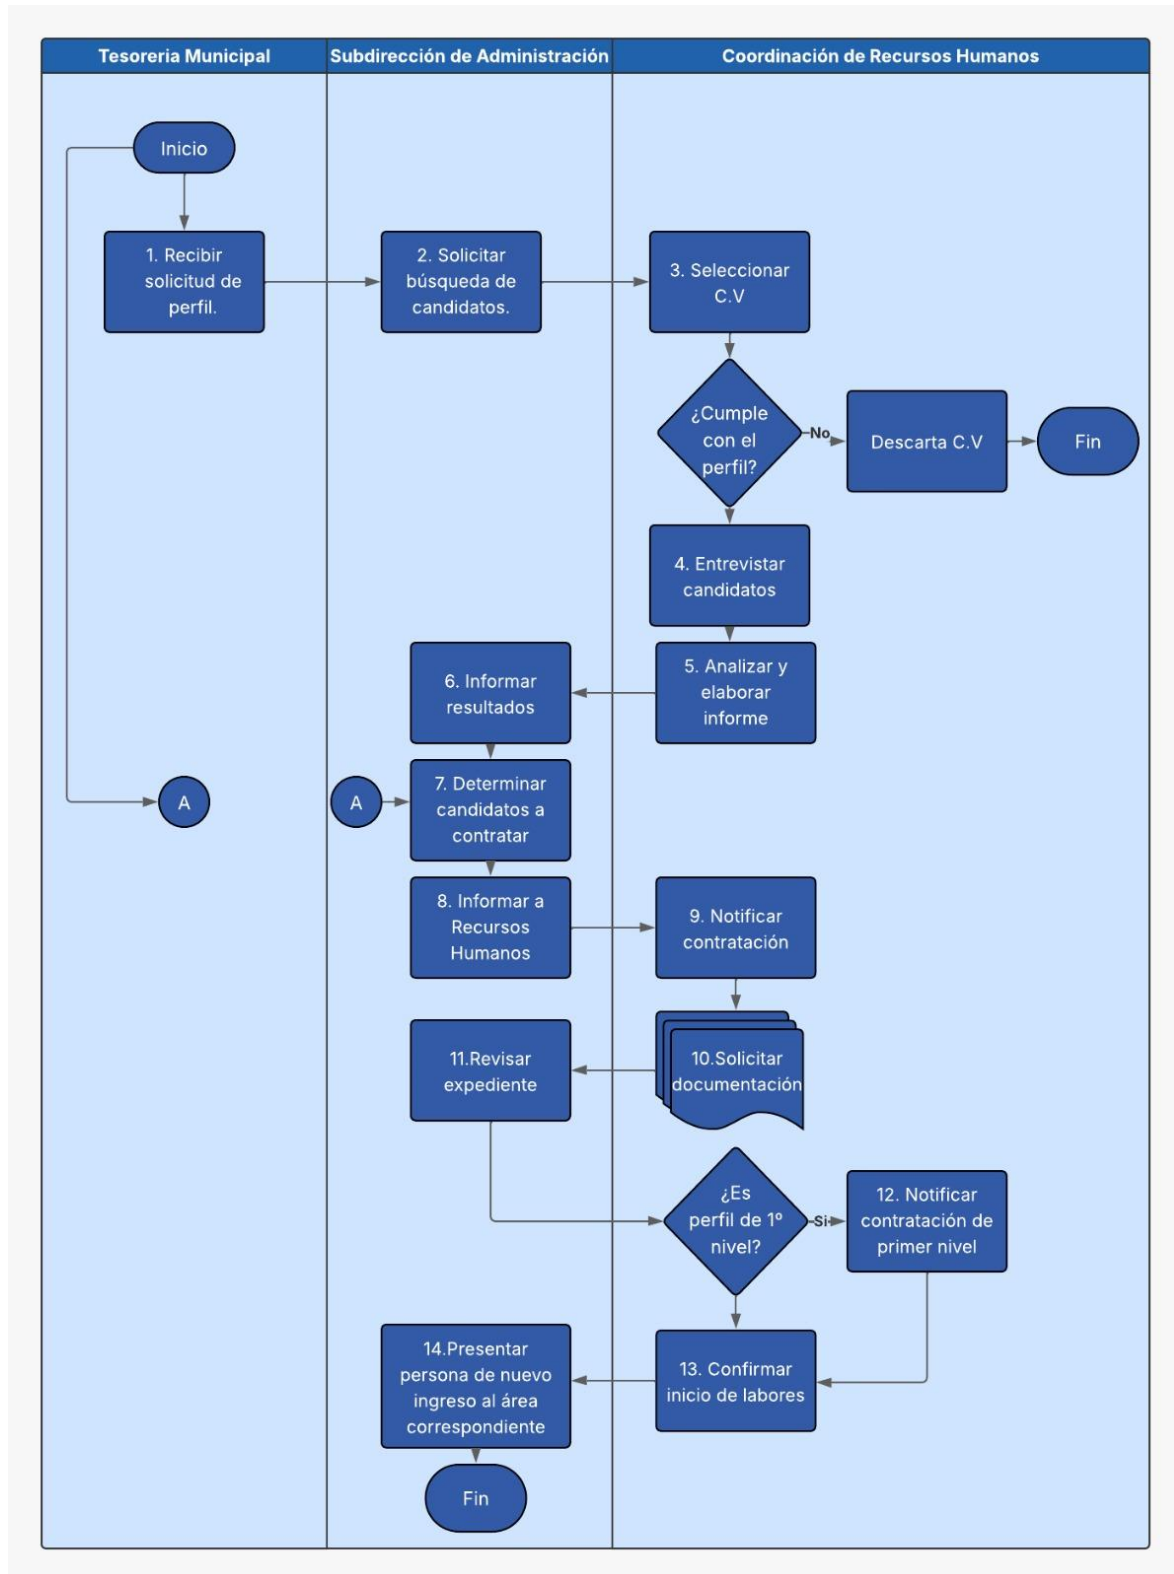 Tesoreria Municipal
Subdirección de Administración
Coordinación de Recursos Humanos
Inicio
1. Recibir
solicitud de
perfil.
2. Solicitar
búsqueda de
candidatos.
3. Seleccionar
C.V
¿Cumple
con el
perfil?
No
Descarta C.V
Fin
4. Entrevistar
candidatos
5. Analizar y
elaborar
informe
6. Informar
resultados
A
A
7. Determinar
candidatos a
contratar
8. Informar a
Recursos
Humanos
9. Notificar
contratación
10.Solicitar
documentación
11.Revisar
expediente
¿Es
perfil de 1º
nivel?
Si
12. Notificar
contratación de
primer nivel
13. Confirmar
inicio de labores
14.Presentar
persona de nuevo
ingreso al área
correspondiente
Fin